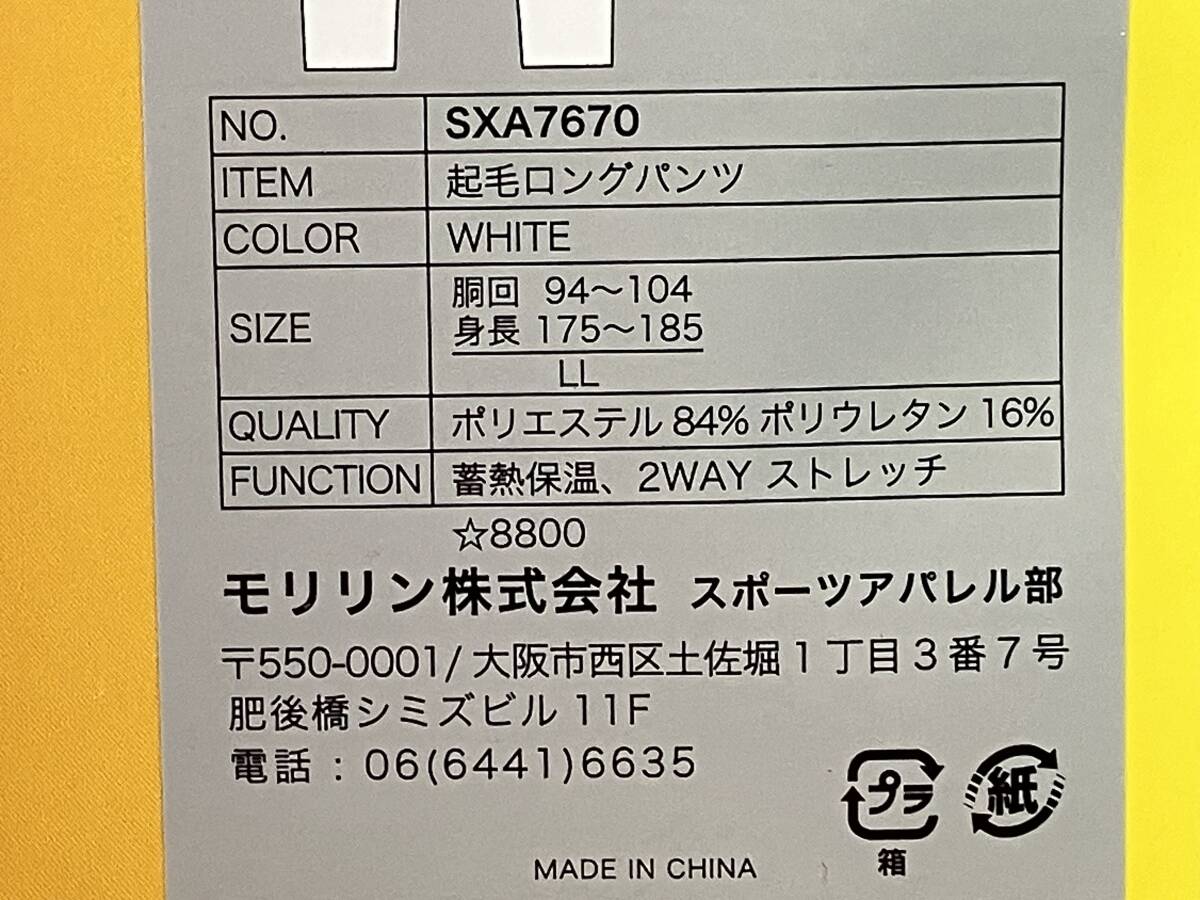 NO. SXA7670
ITEM 起毛ロングパンツ
COLOR WHITE
SIZE 胴回 94～104
身長 175～185
LL
QUALITY ポリエステル 84% ポリウレタン 16%
FUNCTION 蓄熱保温、2WAY ストレッチ
☆8800
モリリン株式会社 スポーツアパレル部
〒550-0001/ 大阪市西区土佐堀1丁目3番7号
肥後橋シミズビル 11F
電話：06(6441)6635
プラ 紙
箱
MADE IN CHINA